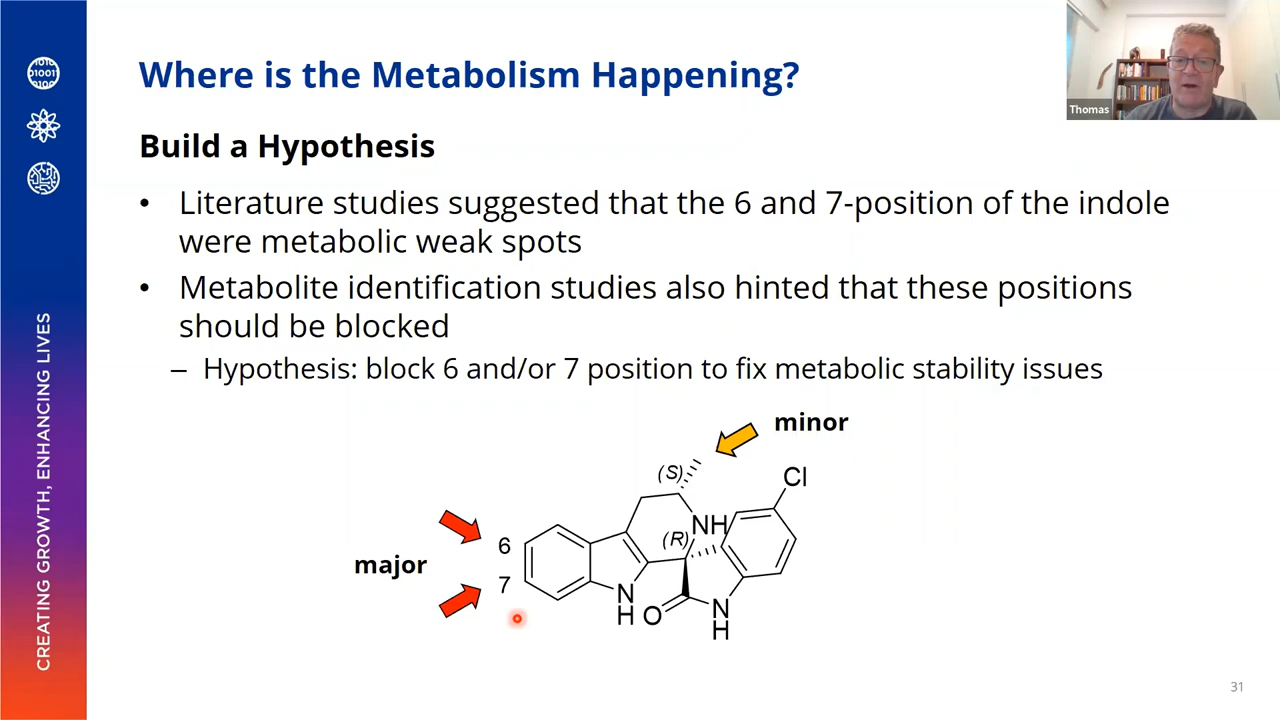 Where is the Metabolism Happening?
Thomas
Build a Hypothesis
• Literature studies suggested that the 6 and 7-position of the indole
were metabolic weak spots
• Metabolite identification studies also hinted that these positions
should be blocked
– Hypothesis: block 6 and/or 7 position to fix metabolic stability issues
minor
(S)
Cl
NH
(R)
6
major
7
N
H
O
N
H
CREATING GROWTH, ENHANCING LIVES
01001
31